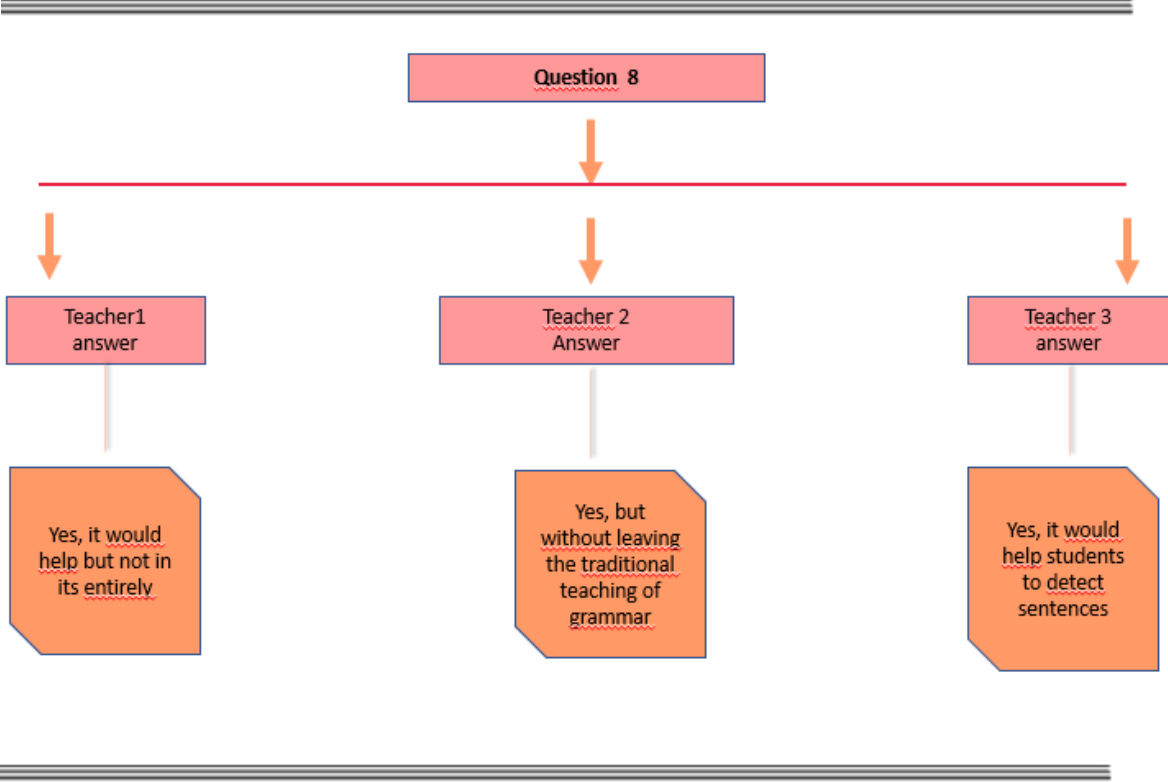 Question 8
Teacher1
answer
Teacher 2
Answer
Teacher 3
answer
Yes, it would
help but not in
its entirely
Yes, but
without leaving
the traditional
teaching of
grammar
Yes, it would
help students
to detect
sentences